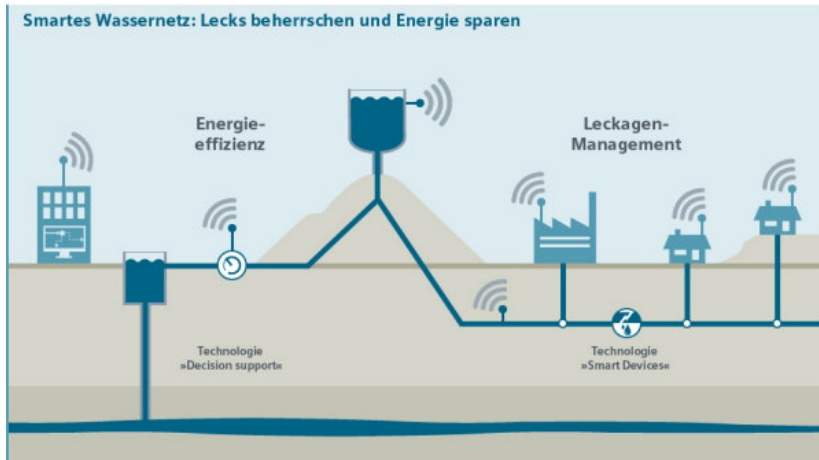 Smartes Wassernetz: Lecks beherrschen und Energie sparen
Energie-
effizienz
Leckagen-
Management
Technologie
»Decision support«
Technologie
»Smart Devices«